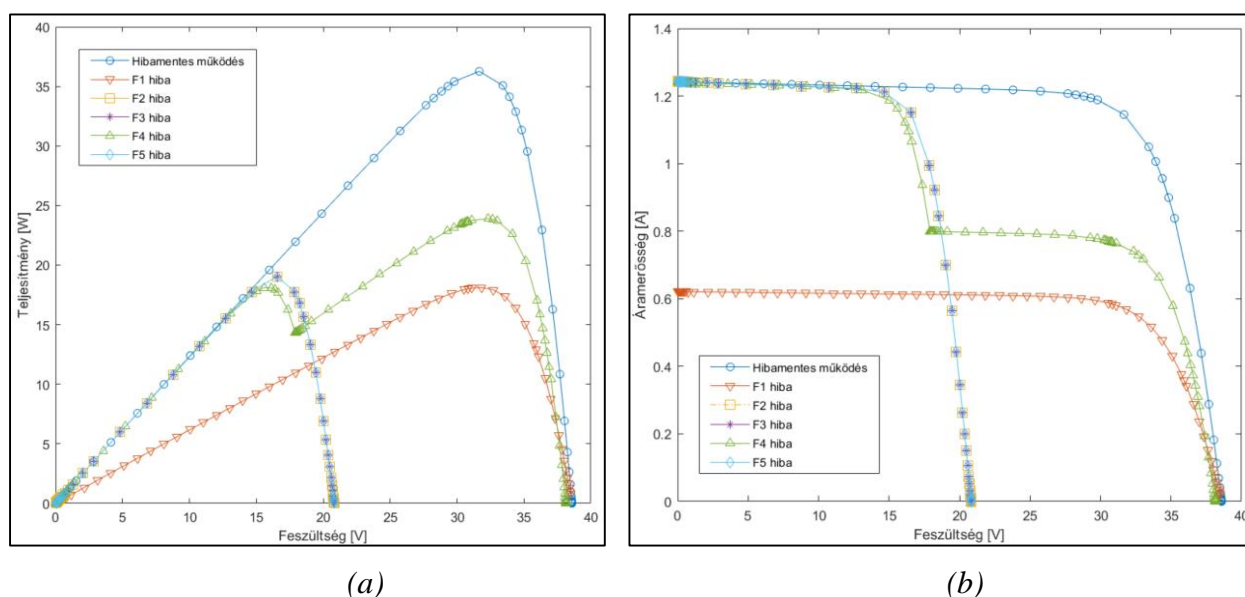 40
35
30
25
20
15
10
5
0
Teljesítmény [W]
Hibamentes működés
F1 hiba
F2 hiba
F3 hiba
F4 hiba
F5 hiba
0 5 10 15 20 25 30 35 40
Feszültség [V]
(a)
1.4
1.2
1
0.8
0.6
0.4
0.2
0
Áramerősség [A]
Hibamentes működés
F1 hiba
F2 hiba
F3 hiba
F4 hiba
F5 hiba
0 5 10 15 20 25 30 35 40
Feszültség [V]
(b)